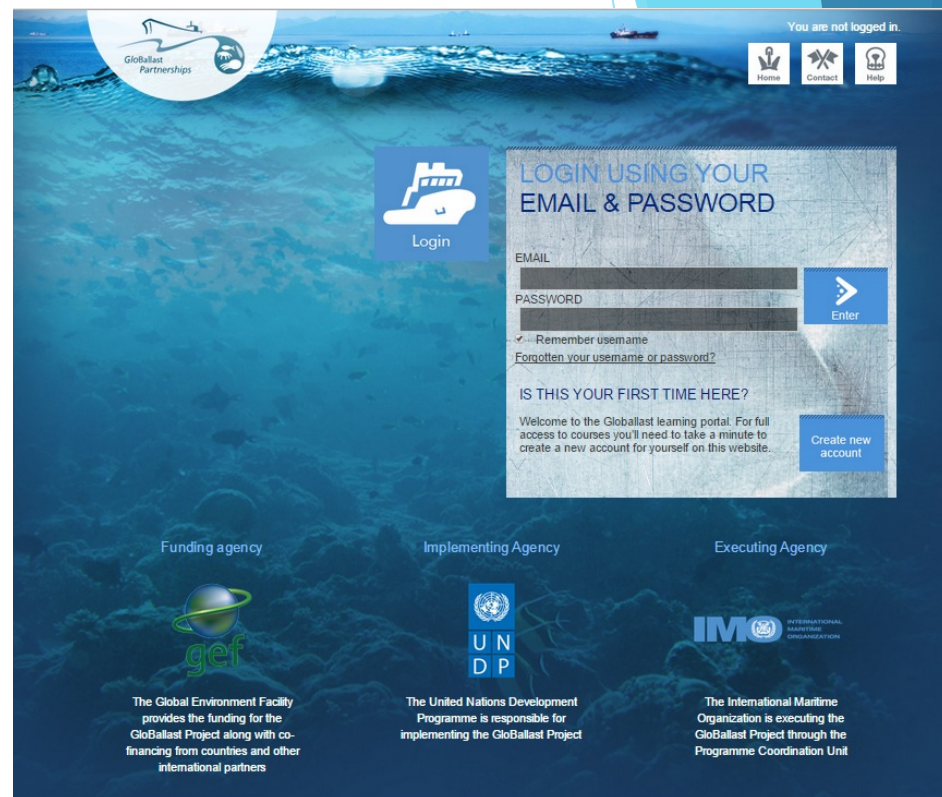 GloBallast
Partnerships
You are not logged in.
Home
Contact
Help
Login
LOGIN USING YOUR
EMAIL & PASSWORD
EMAIL
PASSWORD
Enter
Remember username
Forgotten your username or password?
IS THIS YOUR FIRST TIME HERE?
Welcome to the Globallast learning portal. For full
access to courses you'll need to take a minute to
create a new account for yourself on this website.
Create new
account
Funding agency
gef
The Global Environment Facility
provides the funding for the
GloBallast Project along with co-
financing from countries and other
international partners
Implementing Agency
U N
D P
The United Nations Development
Programme is responsible for
implementing the GloBallast Project
Executing Agency
IMO
INTERNATIONAL
MARITIME
ORGANIZATION
The International Maritime
Organization is executing the
GloBallast Project through the
Programme Coordination Unit